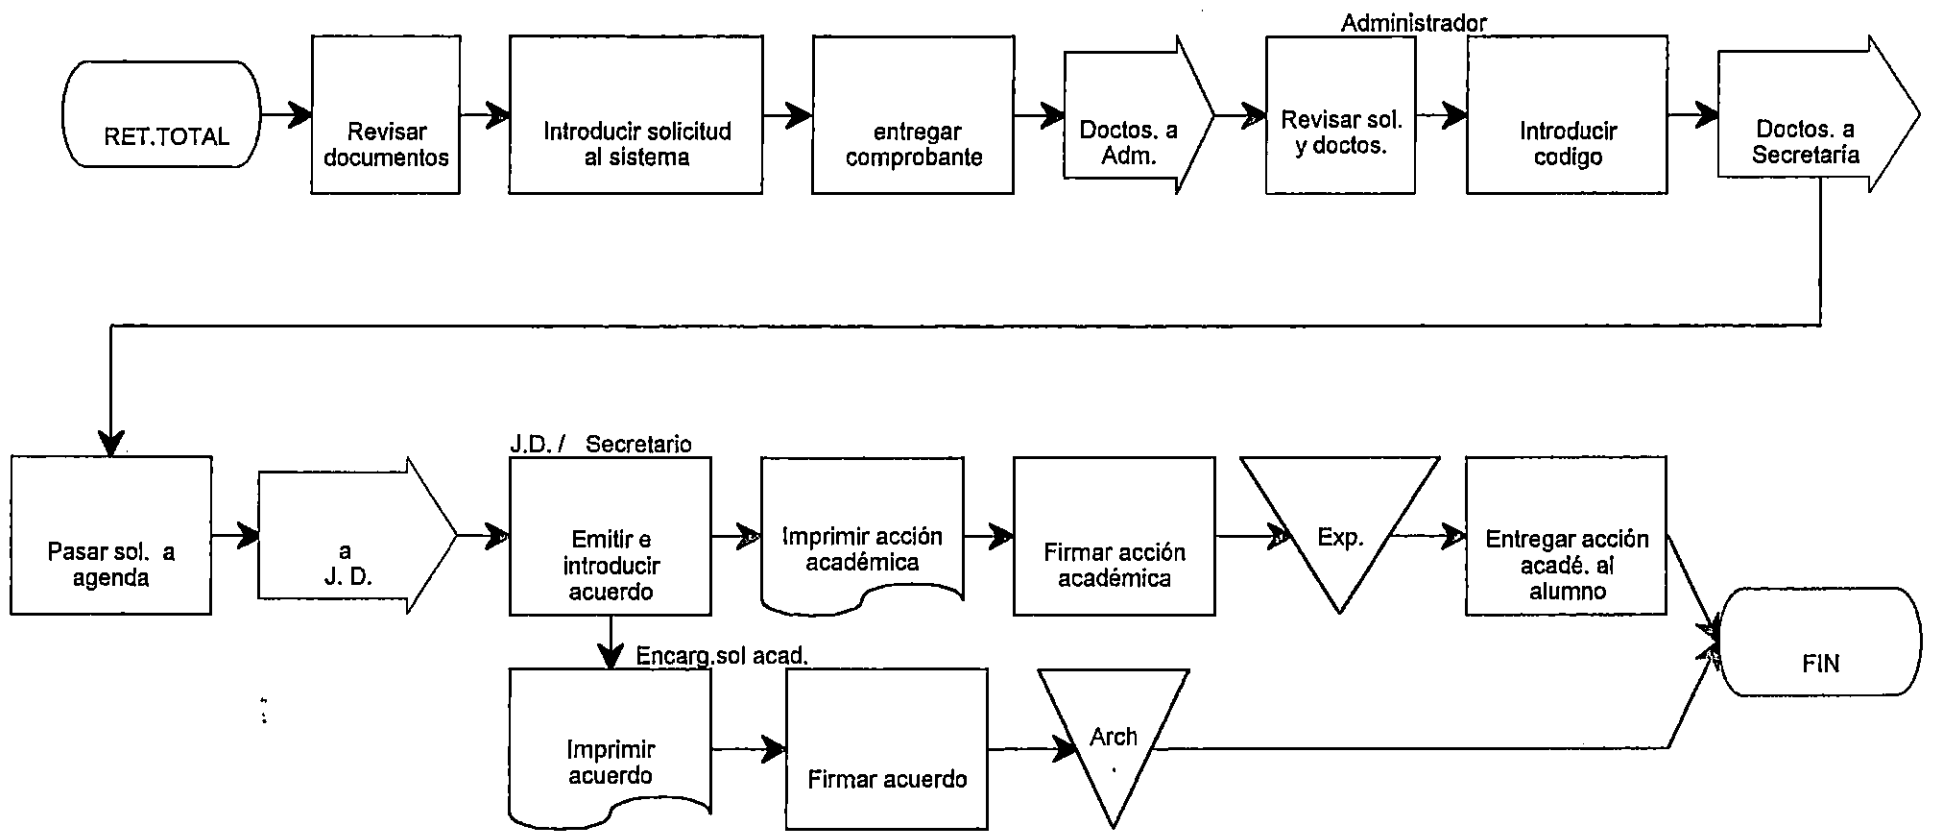 Administrador
RET.TOTAL
Revisar
documentos
Introducir solicitud
al sistema
entregar
comprobante
Doctos. a
Adm.
Revisar sol.
y doctos.
Introducir
codigo
Doctos. a
Secretaría
Pasar sol. a
agenda
a
J. D.
J.D. / Secretario
Emitir e
introducir
acuerdo
Imprimir acción
académica
Firmar acción
académica
Exp.
Entregar acción
acadé. al
alumno
FIN
Encarg.sol acad.
Imprimir
acuerdo
Firmar acuerdo
Arch